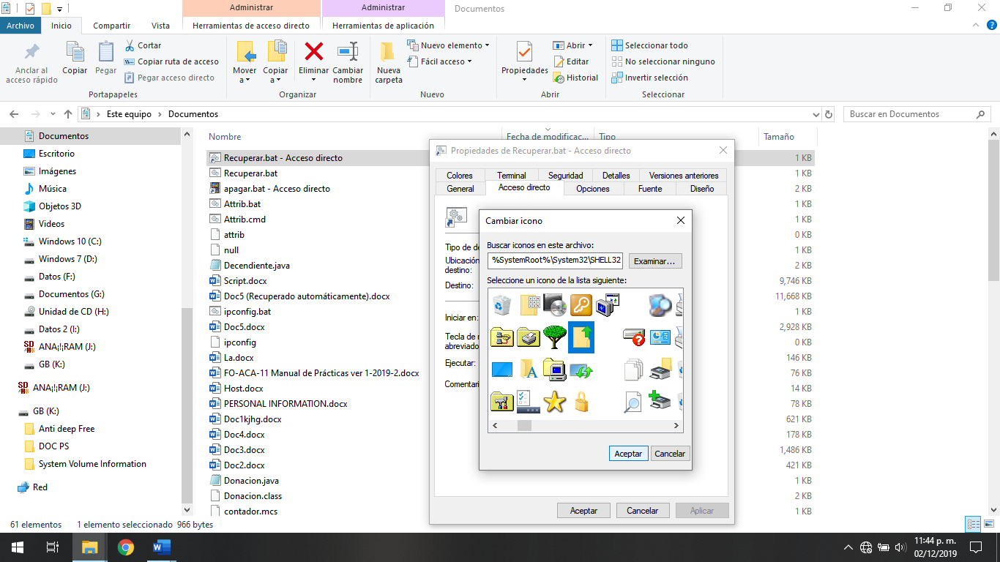 Administrar
Administrar
Documentos
Archivo
Inicio
Compartir
Vista
Herramientas de acceso directo
Herramientas de aplicación
Anclar al acceso rápido
Copiar
Pegar
Cortar
Copiar ruta de acceso
Pegar acceso directo
Portapapeles
Mover a
Copiar a
Eliminar
Cambiar nombre
Organizar
Nueva carpeta
Nuevo elemento
Fácil acceso
Nuevo
Propiedades
Abrir
Editar
Historial
Abrir
Seleccionar todo
No seleccionar ninguno
Invertir selección
Seleccionar
Este equipo > Documentos
Buscar en Documentos
Documentos
Escritorio
Imágenes
Música
Objetos 3D
Videos
Windows 10 (C:)
Windows 7 (D:)
Datos (F:)
Documentos (G:)
Unidad de CD (H:)
Datos 2 (I:)
ANA¡!¡RAM (J:)
GB (K:)
ANA¡!¡RAM (J:)
GB (K:)
Anti deep Free
DOC PS
System Volume Information
Red
Nombre
Fecha de modificac...
Tipo
Tamaño
Recuperar.bat - Acceso directo 1 KB
Recuperar.bat 1 KB
apagar.bat - Acceso directo 2 KB
Attrib.bat 1 KB
Attrib.cmd 1 KB
attrib 0 KB
null 1 KB
Decendiente.java 2 KB
Script.docx 9,746 KB
Doc5 (Recuperado automáticamente).docx 11,668 KB
ipconfig.bat 1 KB
Doc5.docx 2,928 KB
ipconfig 0 KB
La.docx 146 KB
FO-ACA-11 Manual de Prácticas ver 1-2019-2.docx 76 KB
Host.docx 14 KB
PERSONAL INFORMATION.docx 78 KB
Doc1kjhg.docx 621 KB
Doc4.docx 178 KB
Doc3.docx 1,486 KB
Doc2.docx 421 KB
Donacion.java 1 KB
Donacion.class 2 KB
contador.mcs 1 KB
Propiedades de Recuperar.bat - Acceso directo
Colores
Terminal
Seguridad
Detalles
Versiones anteriores
General
Acceso directo
Opciones
Fuente
Diseño
Tipo de de
Ubicación
destino:
Destino:
Iniciar en:
Tecla de m
abreviado
Ejecutar:
Comentari
Cambiar icono
Buscar iconos en este archivo:
%SystemRoot%\System32\SHELL32
Examinar...
Seleccione un icono de la lista siguiente:
Aceptar
Cancelar
Aceptar
Cancelar
Aplicar
61 elementos
1 elemento seleccionado 966 bytes
11:44 p. m.
02/12/2019